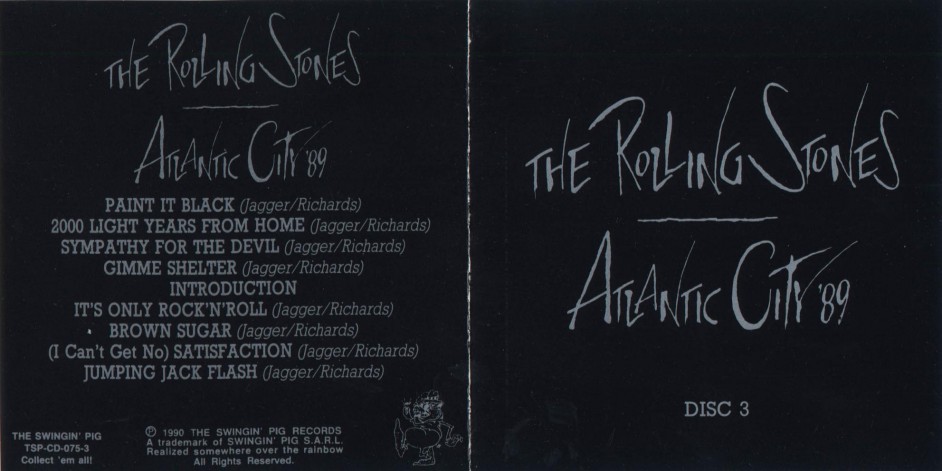 THE ROLLING STONES
ATLANTIC CITY '89
PAINT IT BLACK (Jagger/Richards)
2000 LIGHT YEARS FROM HOME (Jagger/Richards)
SYMPATHY FOR THE DEVIL (Jagger/Richards)
GIMME SHELTER (Jagger/Richards)
INTRODUCTION
IT'S ONLY ROCK'N'ROLL (Jagger/Richards)
BROWN SUGAR (Jagger/Richards)
(I Can't Get No) SATISFACTION (Jagger/Richards)
JUMPING JACK FLASH (Jagger/Richards)
THE SWINGIN' PIG
TSP-CD-075-3
Collect 'em all!
℗ 1990 THE SWINGIN' PIG RECORDS
A trademark of SWINGIN' PIG S.A.R.L.
Realized somewhere over the rainbow
All Rights Reserved.
THE ROLLING STONES
ATLANTIC CITY '89
DISC 3